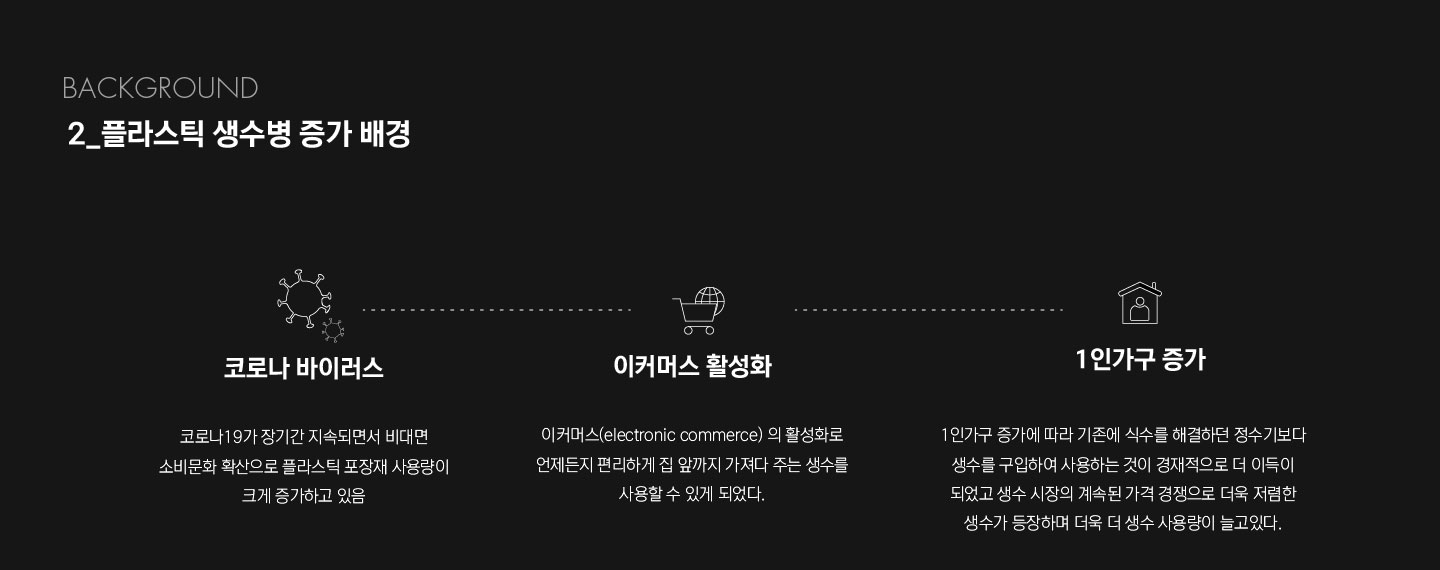 BACKGROUND
2_플라스틱 생수병 증가 배경
코로나 바이러스
코로나19가 장기간 지속되면서 비대면
소비문화 확산으로 플라스틱 포장재 사용량이
크게 증가하고 있음
이커머스 활성화
이커머스(electronic commerce) 의 활성화로
언제든지 편리하게 집 앞까지 가져다 주는 생수를
사용할 수 있게 되었다.
1인가구 증가
1인가구 증가에 따라 기존에 식수를 해결하던 정수기보다
생수를 구입하여 사용하는 것이 경재적으로 더 이득이
되었고 생수 시장의 계속된 가격 경쟁으로 더욱 저렴한
생수가 등장하며 더욱 더 생수 사용량이 늘고있다.